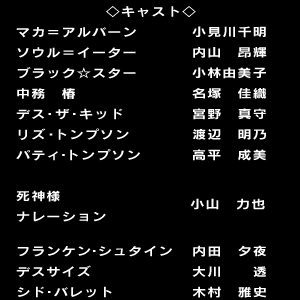 ◇キャスト◇
マカ＝アルバーン　小見川千明
ソウル＝イーター　内山　昂輝
ブラック☆スター　小林由美子
中務　椿　名塚　佳織
デス・ザ・キッド　宮野　真守
リズ・トンプソン　渡辺　明乃
パティ・トンプソン　高平　成美
死神様
ナレーション　小山　力也
フランケン・シュタイン　内田　夕夜
デスサイズ　大川　透
シド・バレット　木村　雅史